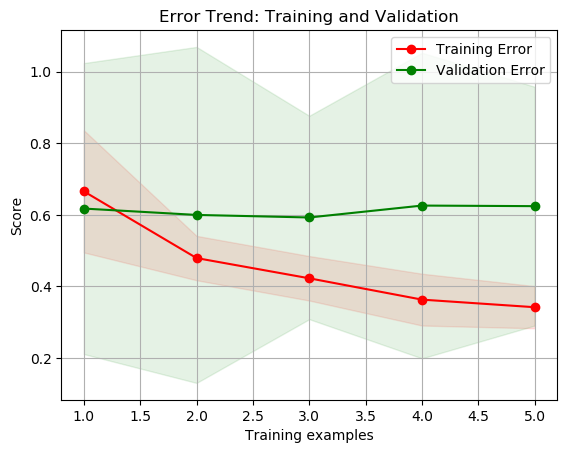 Error Trend: Training and Validation
Training Error
Validation Error
Score
1.0
0.8
0.6
0.4
0.2
1.0 1.5 2.0 2.5 3.0 3.5 4.0 4.5 5.0
Training examples